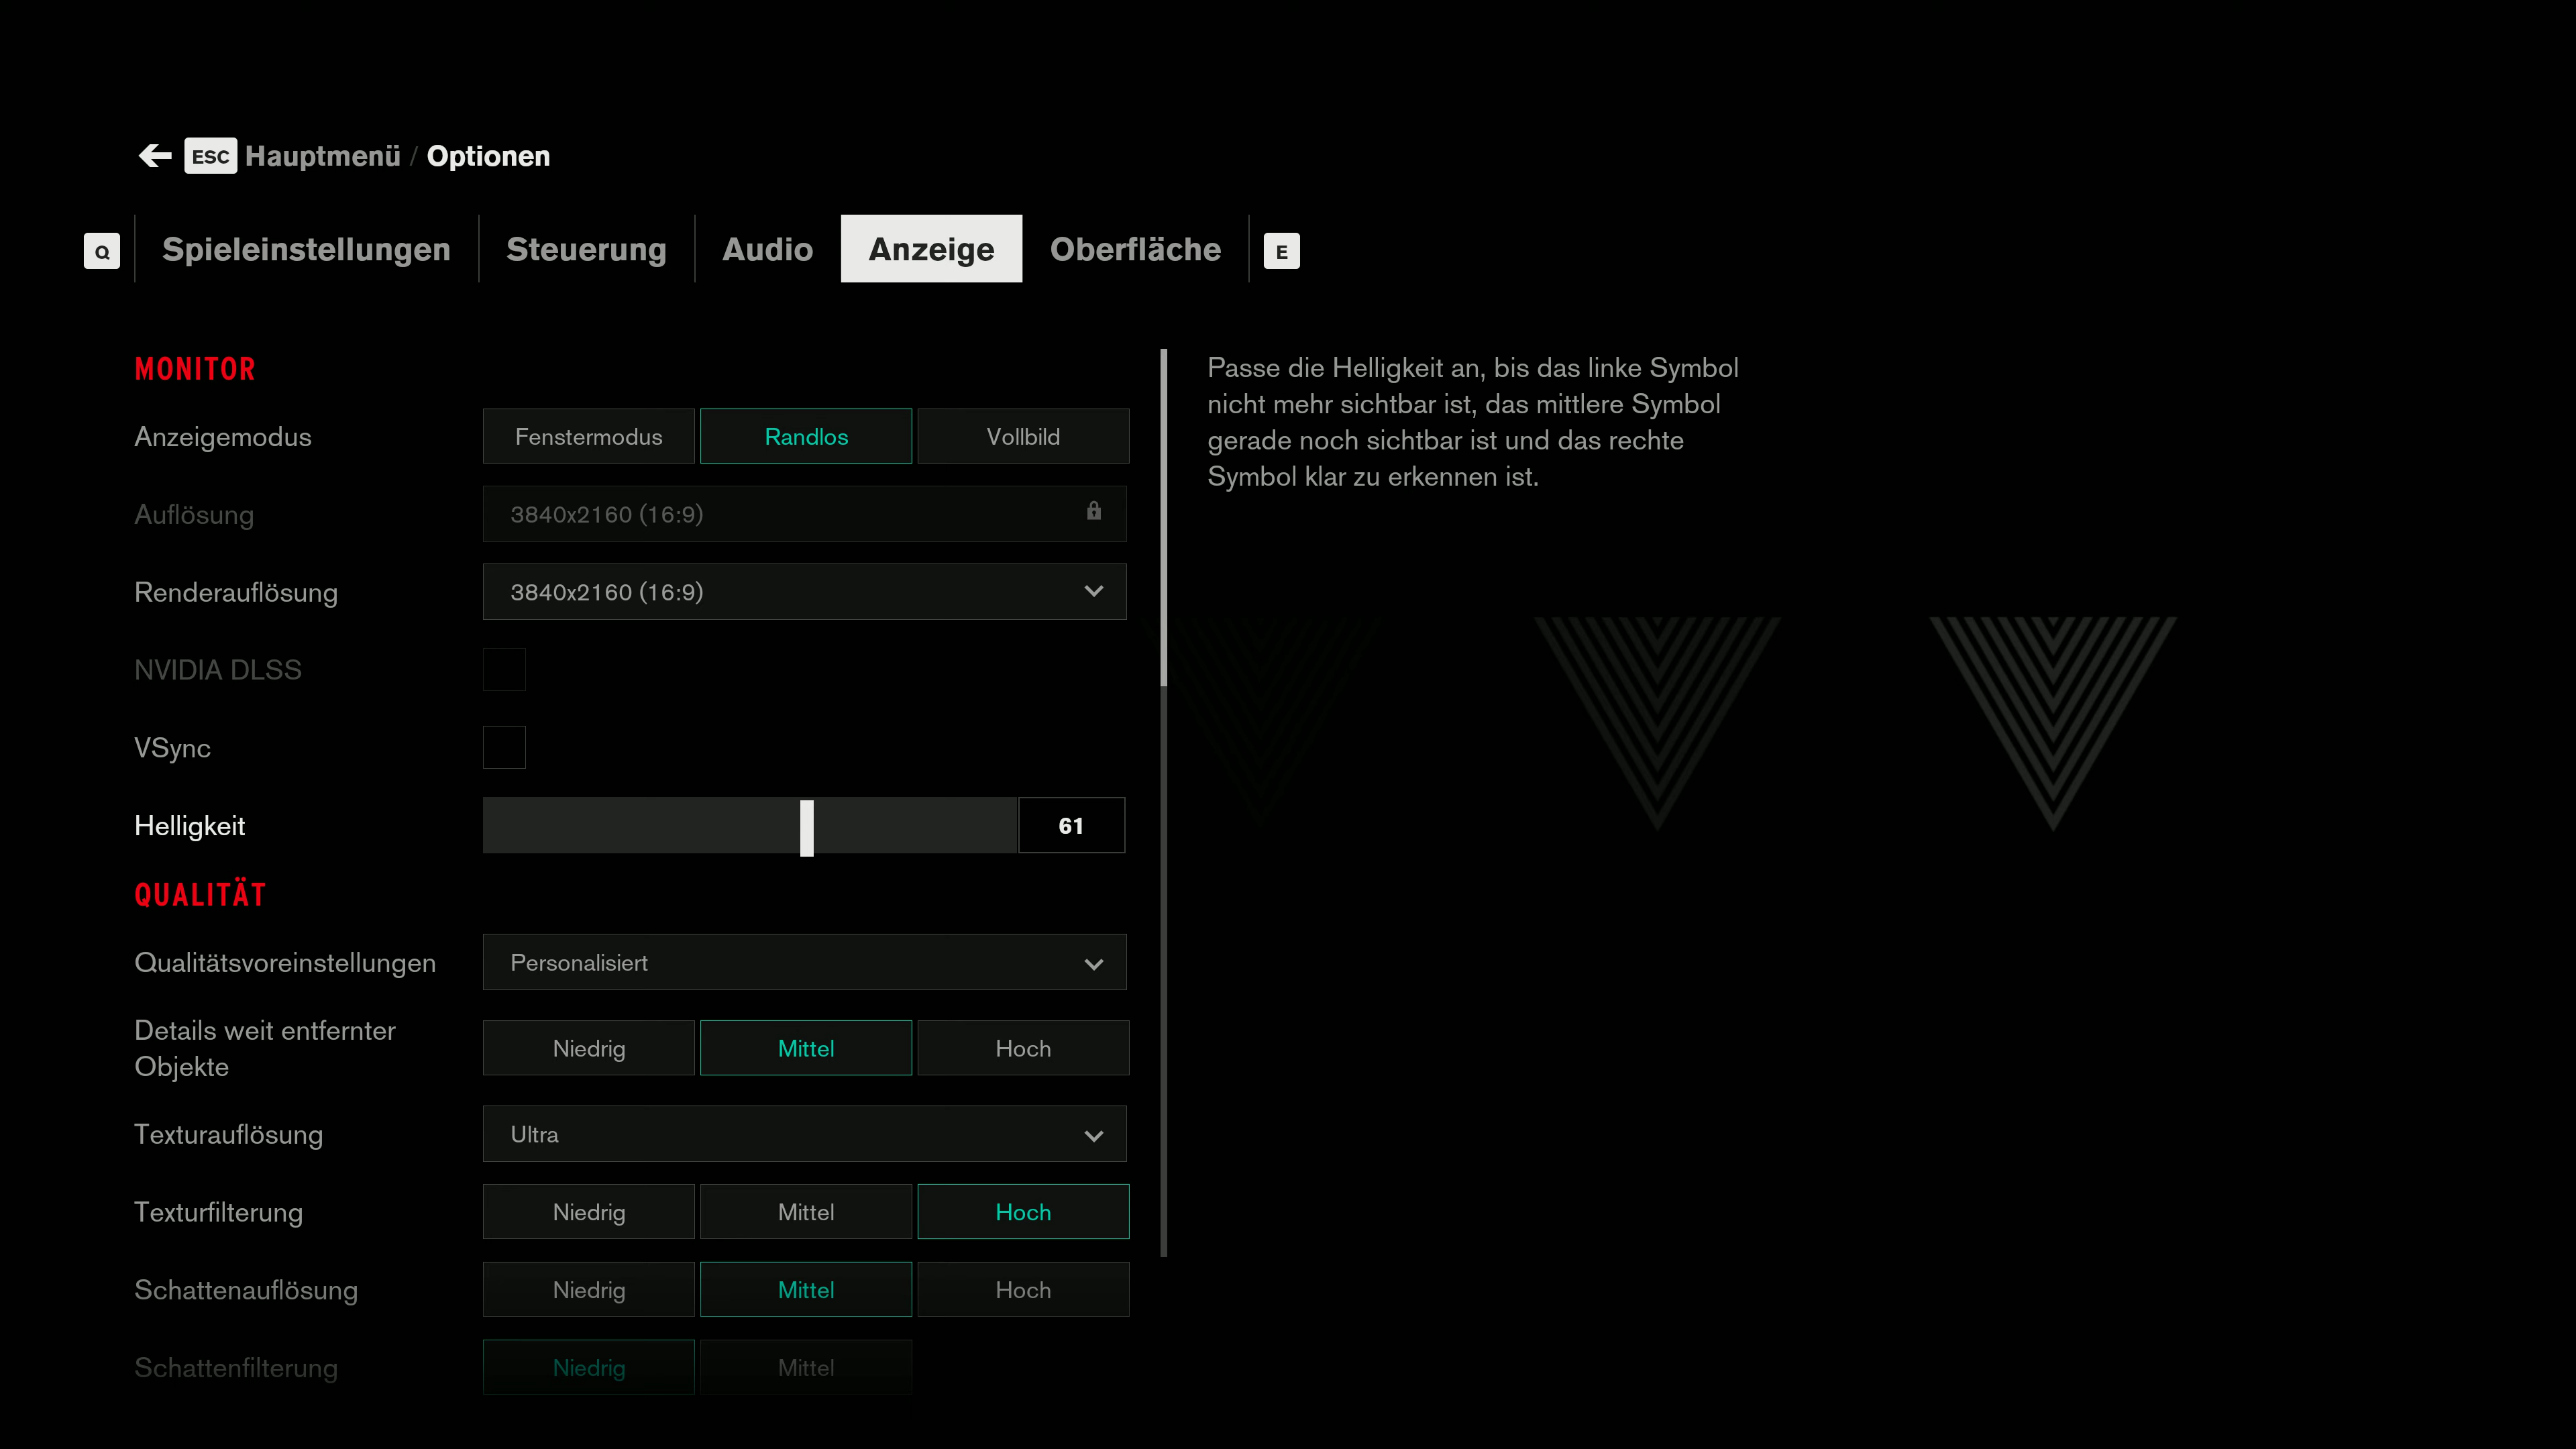 ESC Hauptmenü / Optionen
Q Spieleinstellungen Steuerung Audio Anzeige Oberfläche E
MONITOR
Anzeigemodus Fenstermodus Randlos Vollbild
Auflösung 3840x2160 (16:9)
Renderauflösung 3840x2160 (16:9)
NVIDIA DLSS
VSync
Helligkeit 61
QUALITÄT
Qualitätsvoreinstellungen Personalisiert
Details weit entfernter
Objekte Niedrig Mittel Hoch
Texturauflösung Ultra
Texturfilterung Niedrig Mittel Hoch
Schattenauflösung Niedrig Mittel Hoch
Schattenfilterung Niedrig Mittel
Passe die Helligkeit an, bis das linke Symbol
nicht mehr sichtbar ist, das mittlere Symbol
gerade noch sichtbar ist und das rechte
Symbol klar zu erkennen ist.